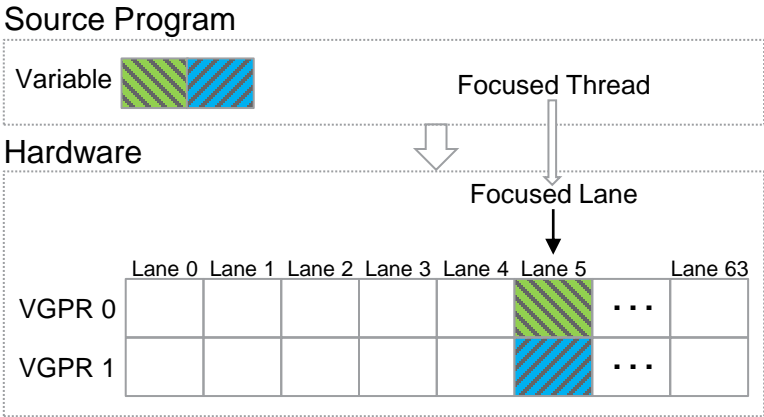 Source Program
Variable
Focused Thread
Hardware
Focused Lane
Lane 0 Lane 1 Lane 2 Lane 3 Lane 4 Lane 5 Lane 63
VGPR 0 ...
VGPR 1 ...